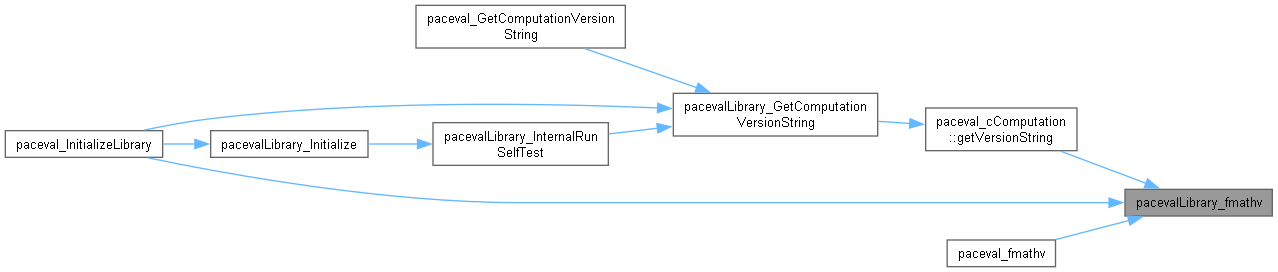 paceval_GetComputationVersion
String
pacevalLibrary_GetComputation
VersionString
paceval_cComputation
::getVersionString
paceval_InitializeLibrary
pacevalLibrary_Initialize
pacevalLibrary_InternalRun
SelfTest
pacevalLibrary_fmathv
paceval_fmathv